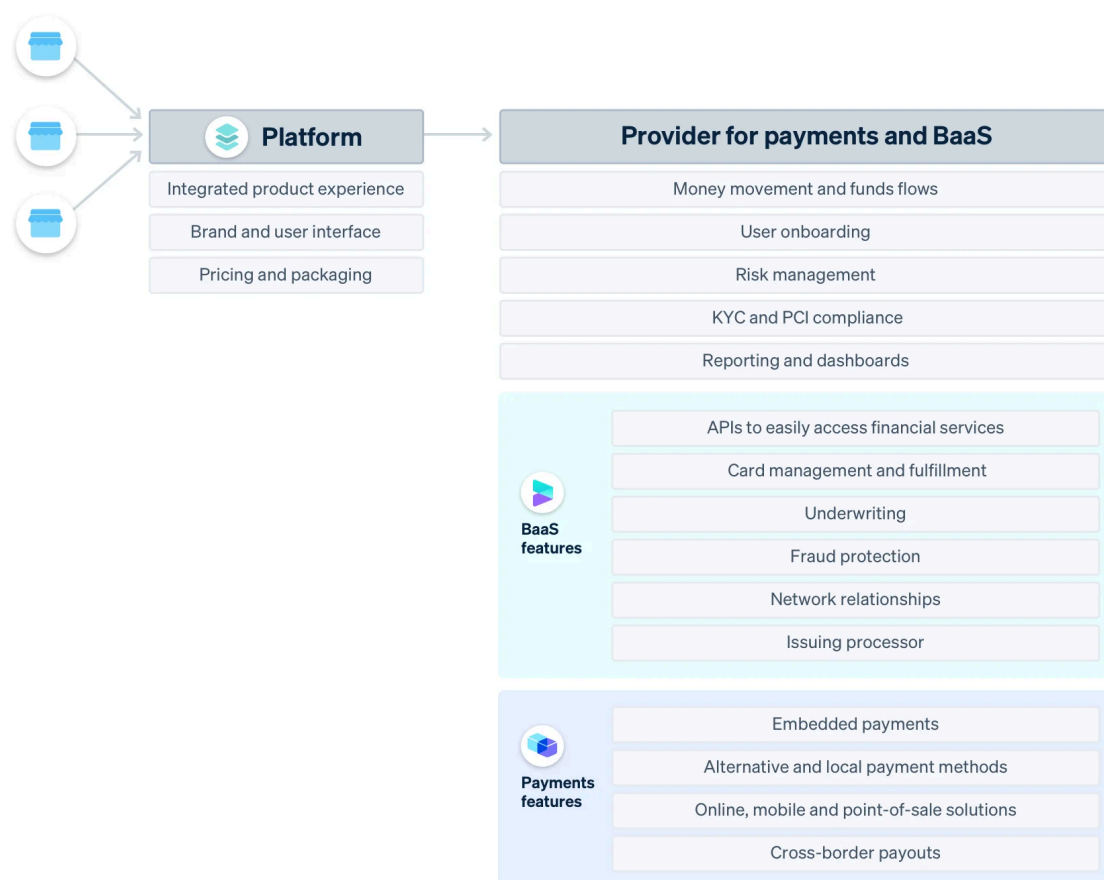 Platform
Integrated product experience
Brand and user interface
Pricing and packaging
Provider for payments and BaaS
Money movement and funds flows
User onboarding
Risk management
KYC and PCI compliance
Reporting and dashboards
BaaS
features
APIs to easily access financial services
Card management and fulfillment
Underwriting
Fraud protection
Network relationships
Issuing processor
Payments
features
Embedded payments
Alternative and local payment methods
Online, mobile and point-of-sale solutions
Cross-border payouts